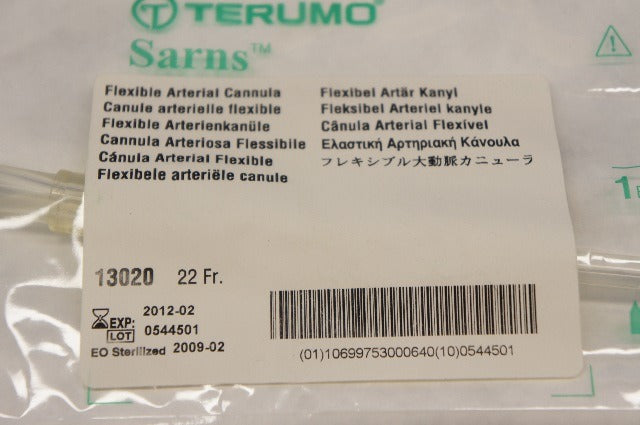 TERUMO®
Sarns™
Flexible Arterial Cannula
Canule arterielle flexible
Flexible Arterienkanüle
Cannula Arteriosa Flessibile
Cánula Arterial Flexible
Flexibele arteriële canule
Flexibel Artär Kanyl
Fleksibel Arteriel kanyle
Cânula Arterial Flexível
Ελαστική Αρτηριακή Κάνουλα
フレキシブル大動脈カニューラ
13020 22 Fr.
EXP: 2012-02
LOT 0544501
EO Sterilized 2009-02
(01)10699753000640(10)0544501